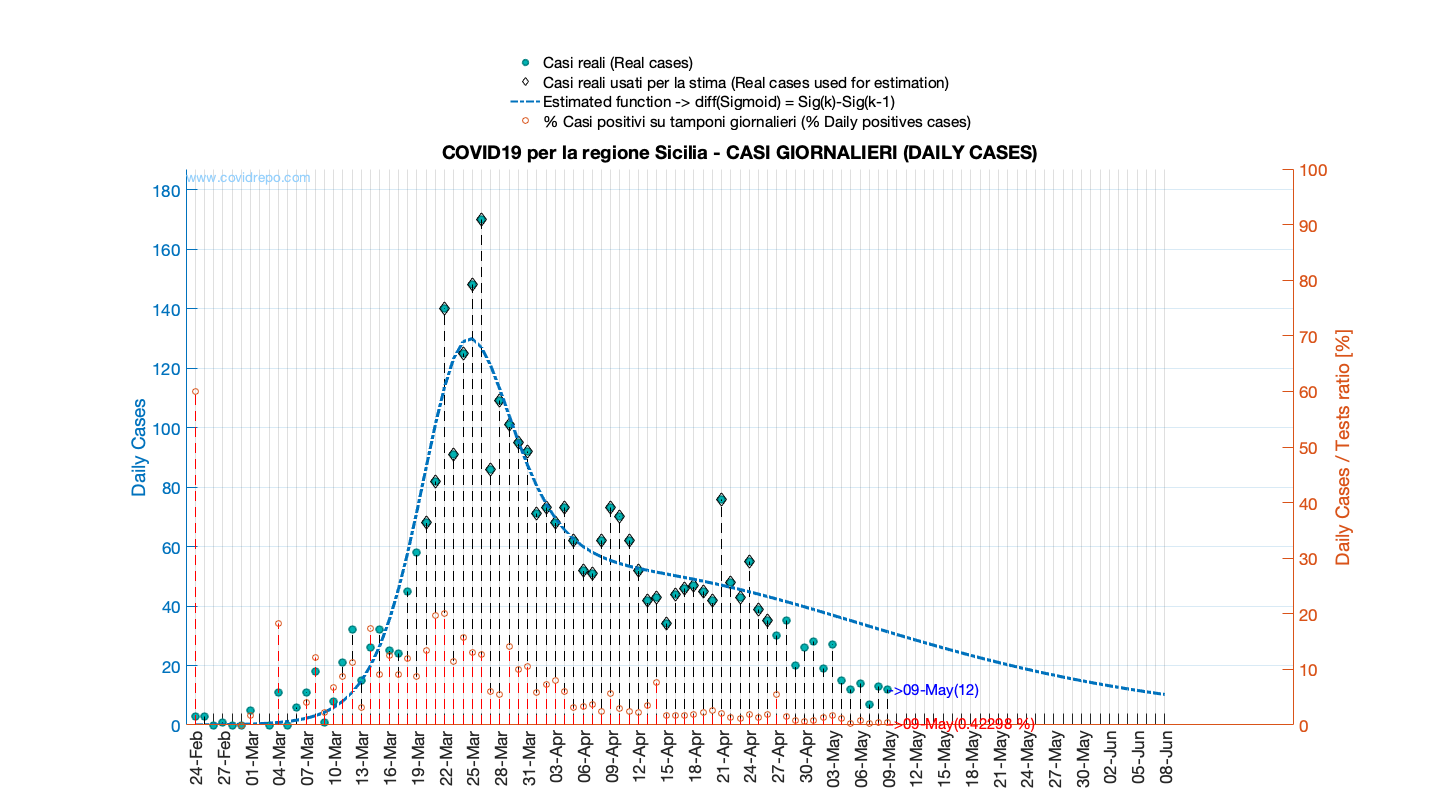 Casi reali (Real cases)
Casi reali usati per la stima (Real cases used for estimation)
Estimated function -> diff(Sigmoid) = Sig(k)-Sig(k-1)
% Casi positivi su tamponi giornalieri (% Daily positives cases)
COVID19 per la regione Sicilia - CASI GIORNALIERI (DAILY CASES)
www.covidrepo.com
Daily Cases
180
160
140
120
100
80
60
40
20
0
100
90
80
70
60
50
40
30
20
10
0
Daily Cases / Tests ratio [%]
->09-May(12)
->09-May(0.42298 %)
24-Feb
27-Feb
01-Mar
04-Mar
07-Mar
10-Mar
13-Mar
16-Mar
19-Mar
22-Mar
25-Mar
28-Mar
31-Mar
03-Apr
06-Apr
09-Apr
12-Apr
15-Apr
18-Apr
21-Apr
24-Apr
27-Apr
30-Apr
03-May
06-May
09-May
12-May
15-May
18-May
21-May
24-May
27-May
30-May
02-Jun
05-Jun
08-Jun